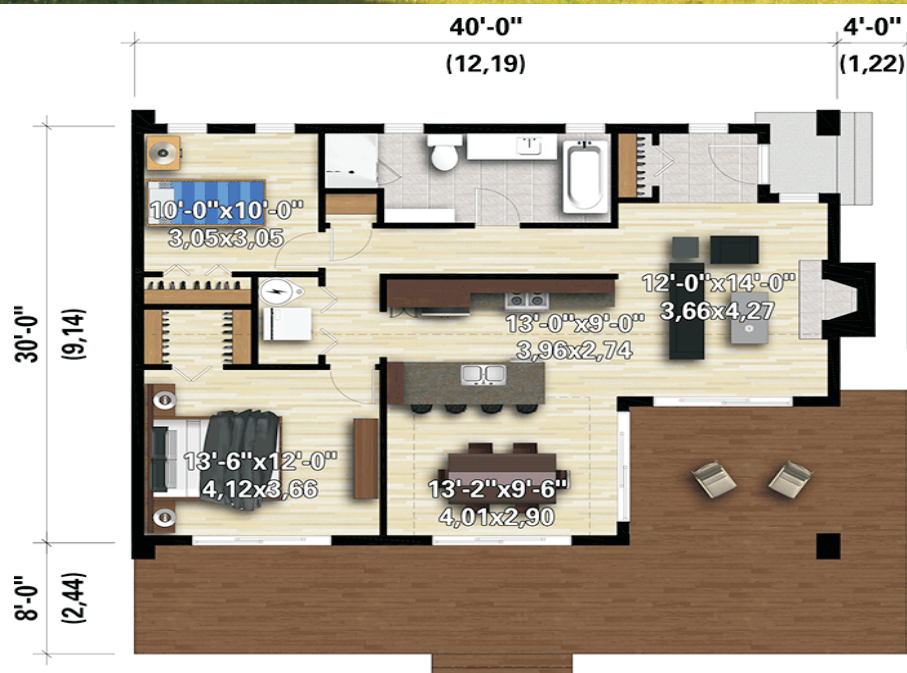 40'-0"
(12,19)
4'-0"
(1,22)
30'-0"
(9,14)
8'-0"
(2,44)
10'-0"x10'-0"
3,05x3,05
12'-0"x14'-0"
3,66x4,27
13'-0"x9'-0"
3,96x2,74
13'-6"x12'-0"
4,12x3,66
13'-2"x9'-6"
4,01x2,90